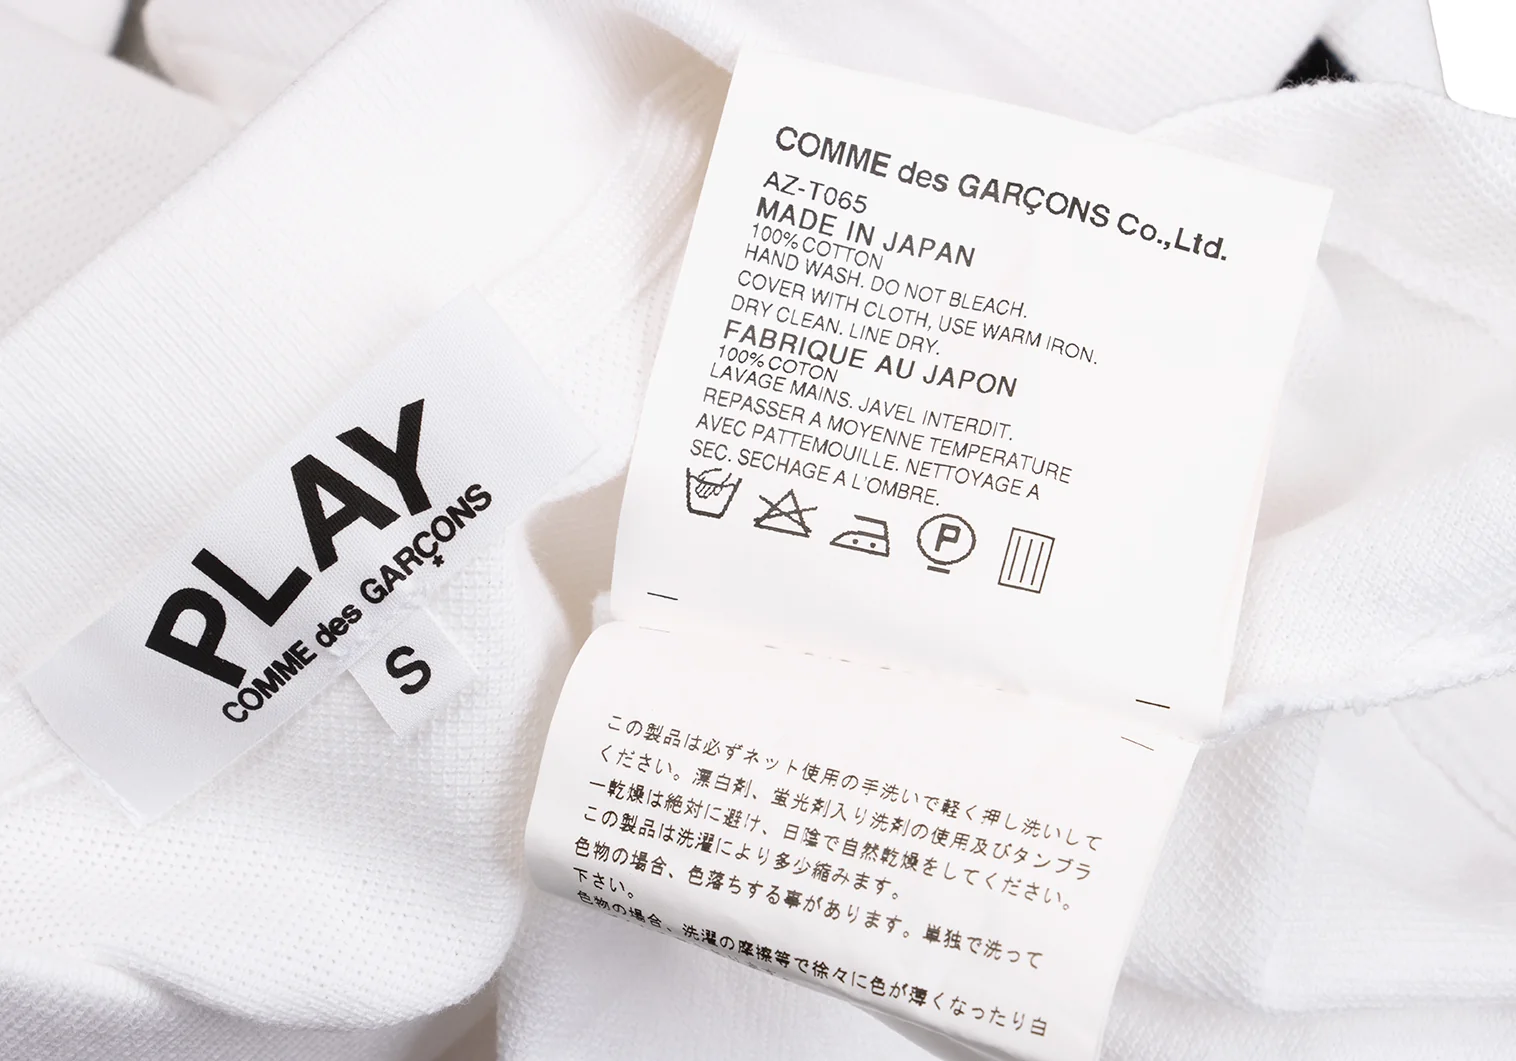 PLAY
COMME des GARÇONS
S
COMME des GARÇONS Co.,Ltd.
AZ-T065
MADE IN JAPAN
100% COTTON
HAND WASH. DO NOT BLEACH.
COVER WITH CLOTH, USE WARM IRON.
DRY CLEAN. LINE DRY.
FABRIQUE AU JAPON
100% COTON
LAVAGE MAINS. JAVEL INTERDIT.
REPASSER A MOYENNE TEMPERATURE
AVEC PATTEMOUILLE. NETTOYAGE A
SEC. SECHAGE A L'OMBRE.
P
この製品は必ずネット使用の手洗いで軽く押し洗いして
ください。漂白剤、蛍光剤入り洗剤の使用及びタンブラ
ー乾燥は絶対に避け、日陰で自然乾燥をしてください。
この製品は洗濯により多少縮みます。
色物の場合、色落ちする事があります。単独で洗って
下さい。
色物の場合、洗濯の摩擦等で徐々に色が薄くなったり白